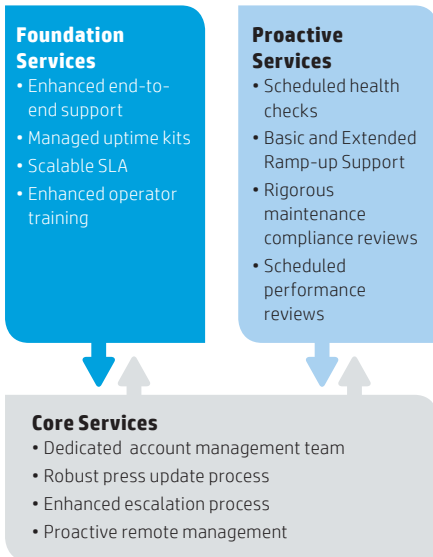 Foundation
Services
• Enhanced end-to-
end support
• Managed uptime kits
• Scalable SLA
• Enhanced operator
training
Proactive
Services
• Scheduled health
checks
• Basic and Extended
Ramp-up Support
• Rigorous
maintenance
compliance reviews
• Scheduled
performance
reviews
Core Services
• Dedicated account management team
• Robust press update process
• Enhanced escalation process
• Proactive remote management